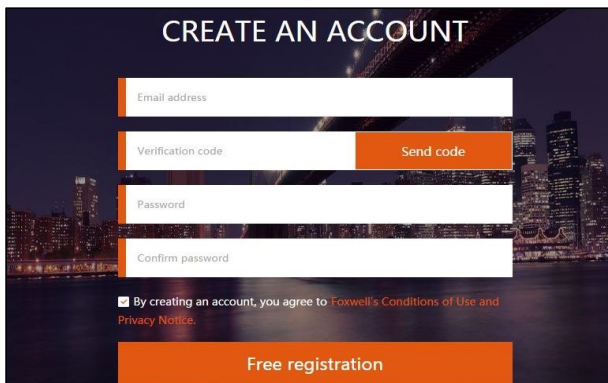 CREATE AN ACCOUNT
Email address
Verification code
Send code
Password
Confirm password
By creating an account, you agree to Foxwell's Conditions of Use and
Privacy Notice.
Free registration